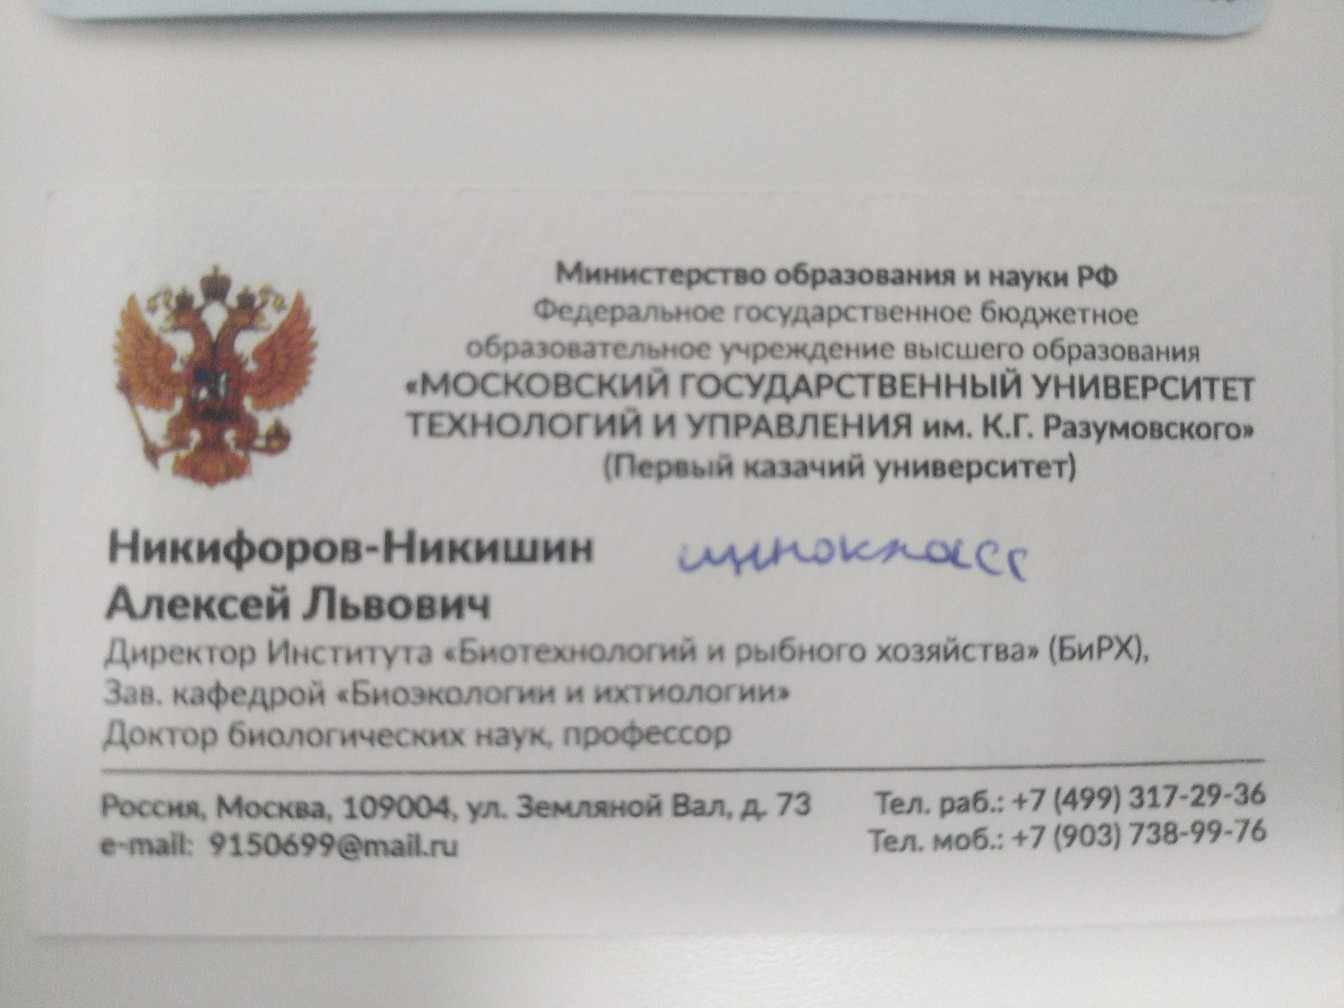 Министерство образования и науки РФ
Федеральное государственное бюджетное
образовательное учреждение высшего образования
«МОСКОВСКИЙ ГОСУДАРСТВЕННЫЙ УНИВЕРСИТЕТ
ТЕХНОЛОГИЙ И УПРАВЛЕНИЯ им. К.Г. Разумовского»
(Первый казачий университет)
Никифоров-Никишин
Алексей Львович
Директор Института «Биотехнологий и рыбного хозяйства» (БиРХ),
Зав. кафедрой «Биоэкологии и ихтиологии»
Доктор биологических наук, профессор
Россия, Москва, 109004, ул. Земляной Вал, д. 73
e-mail: 9150699@mail.ru
Тел. раб.: +7 (499) 317-29-36
Тел. моб.: +7 (903) 738-99-76